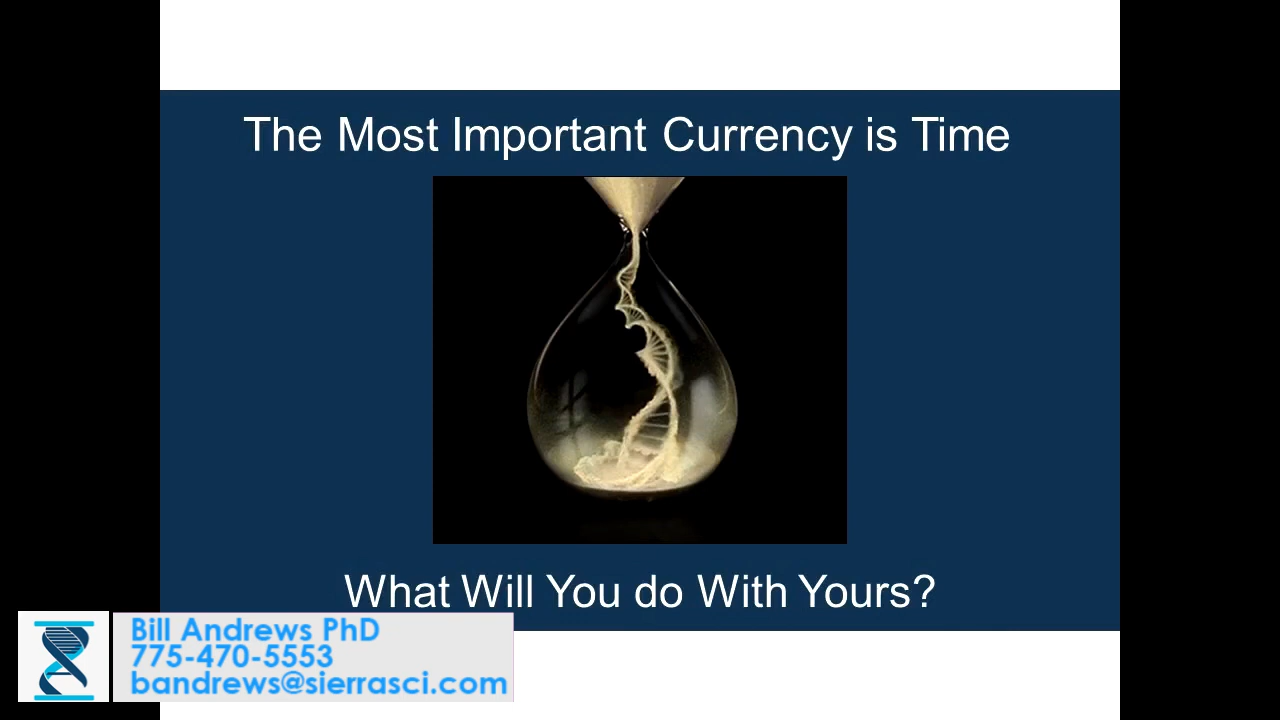 The Most Important Currency is Time
What Will You do With Yours?
Bill Andrews PhD
775-470-5553
bandrews@sierrasci.com